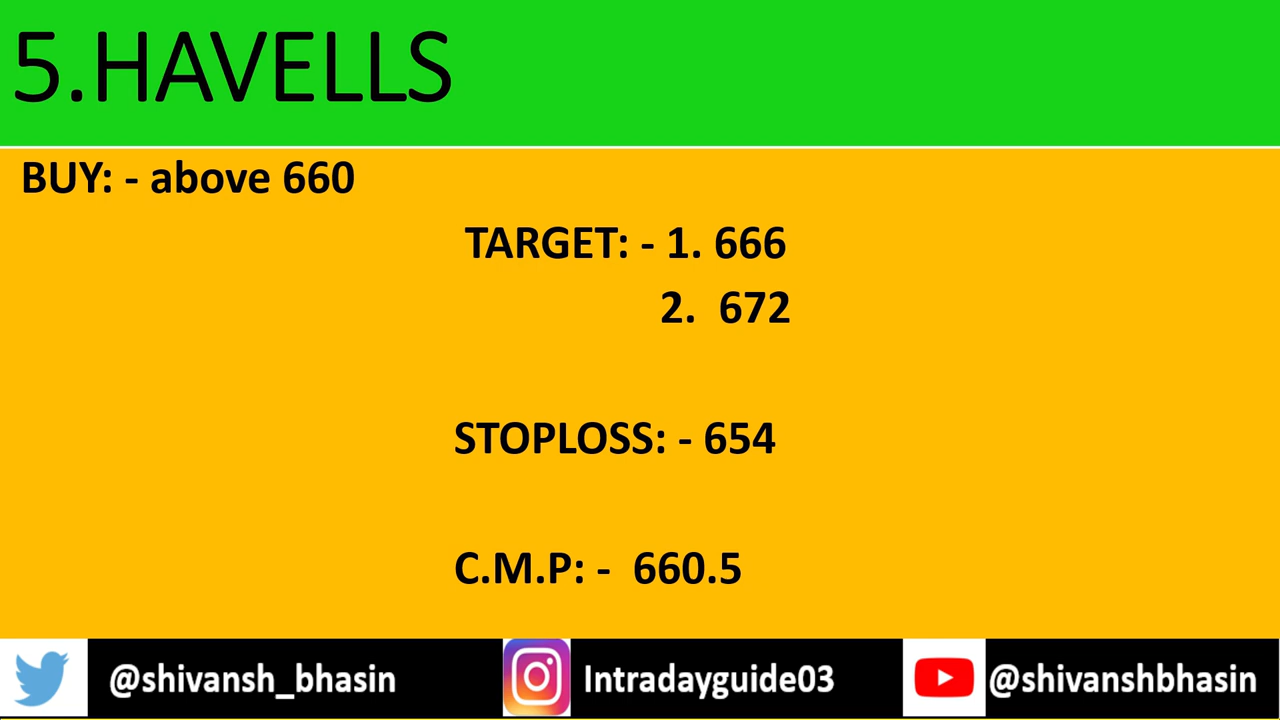 5.HAVELLS
BUY: - above 660
TARGET: - 1. 666
2. 672
STOPLOSS: - 654
C.M.P: - 660.5
@shivansh_bhasin Intradayguide03 @shivanshbhasin